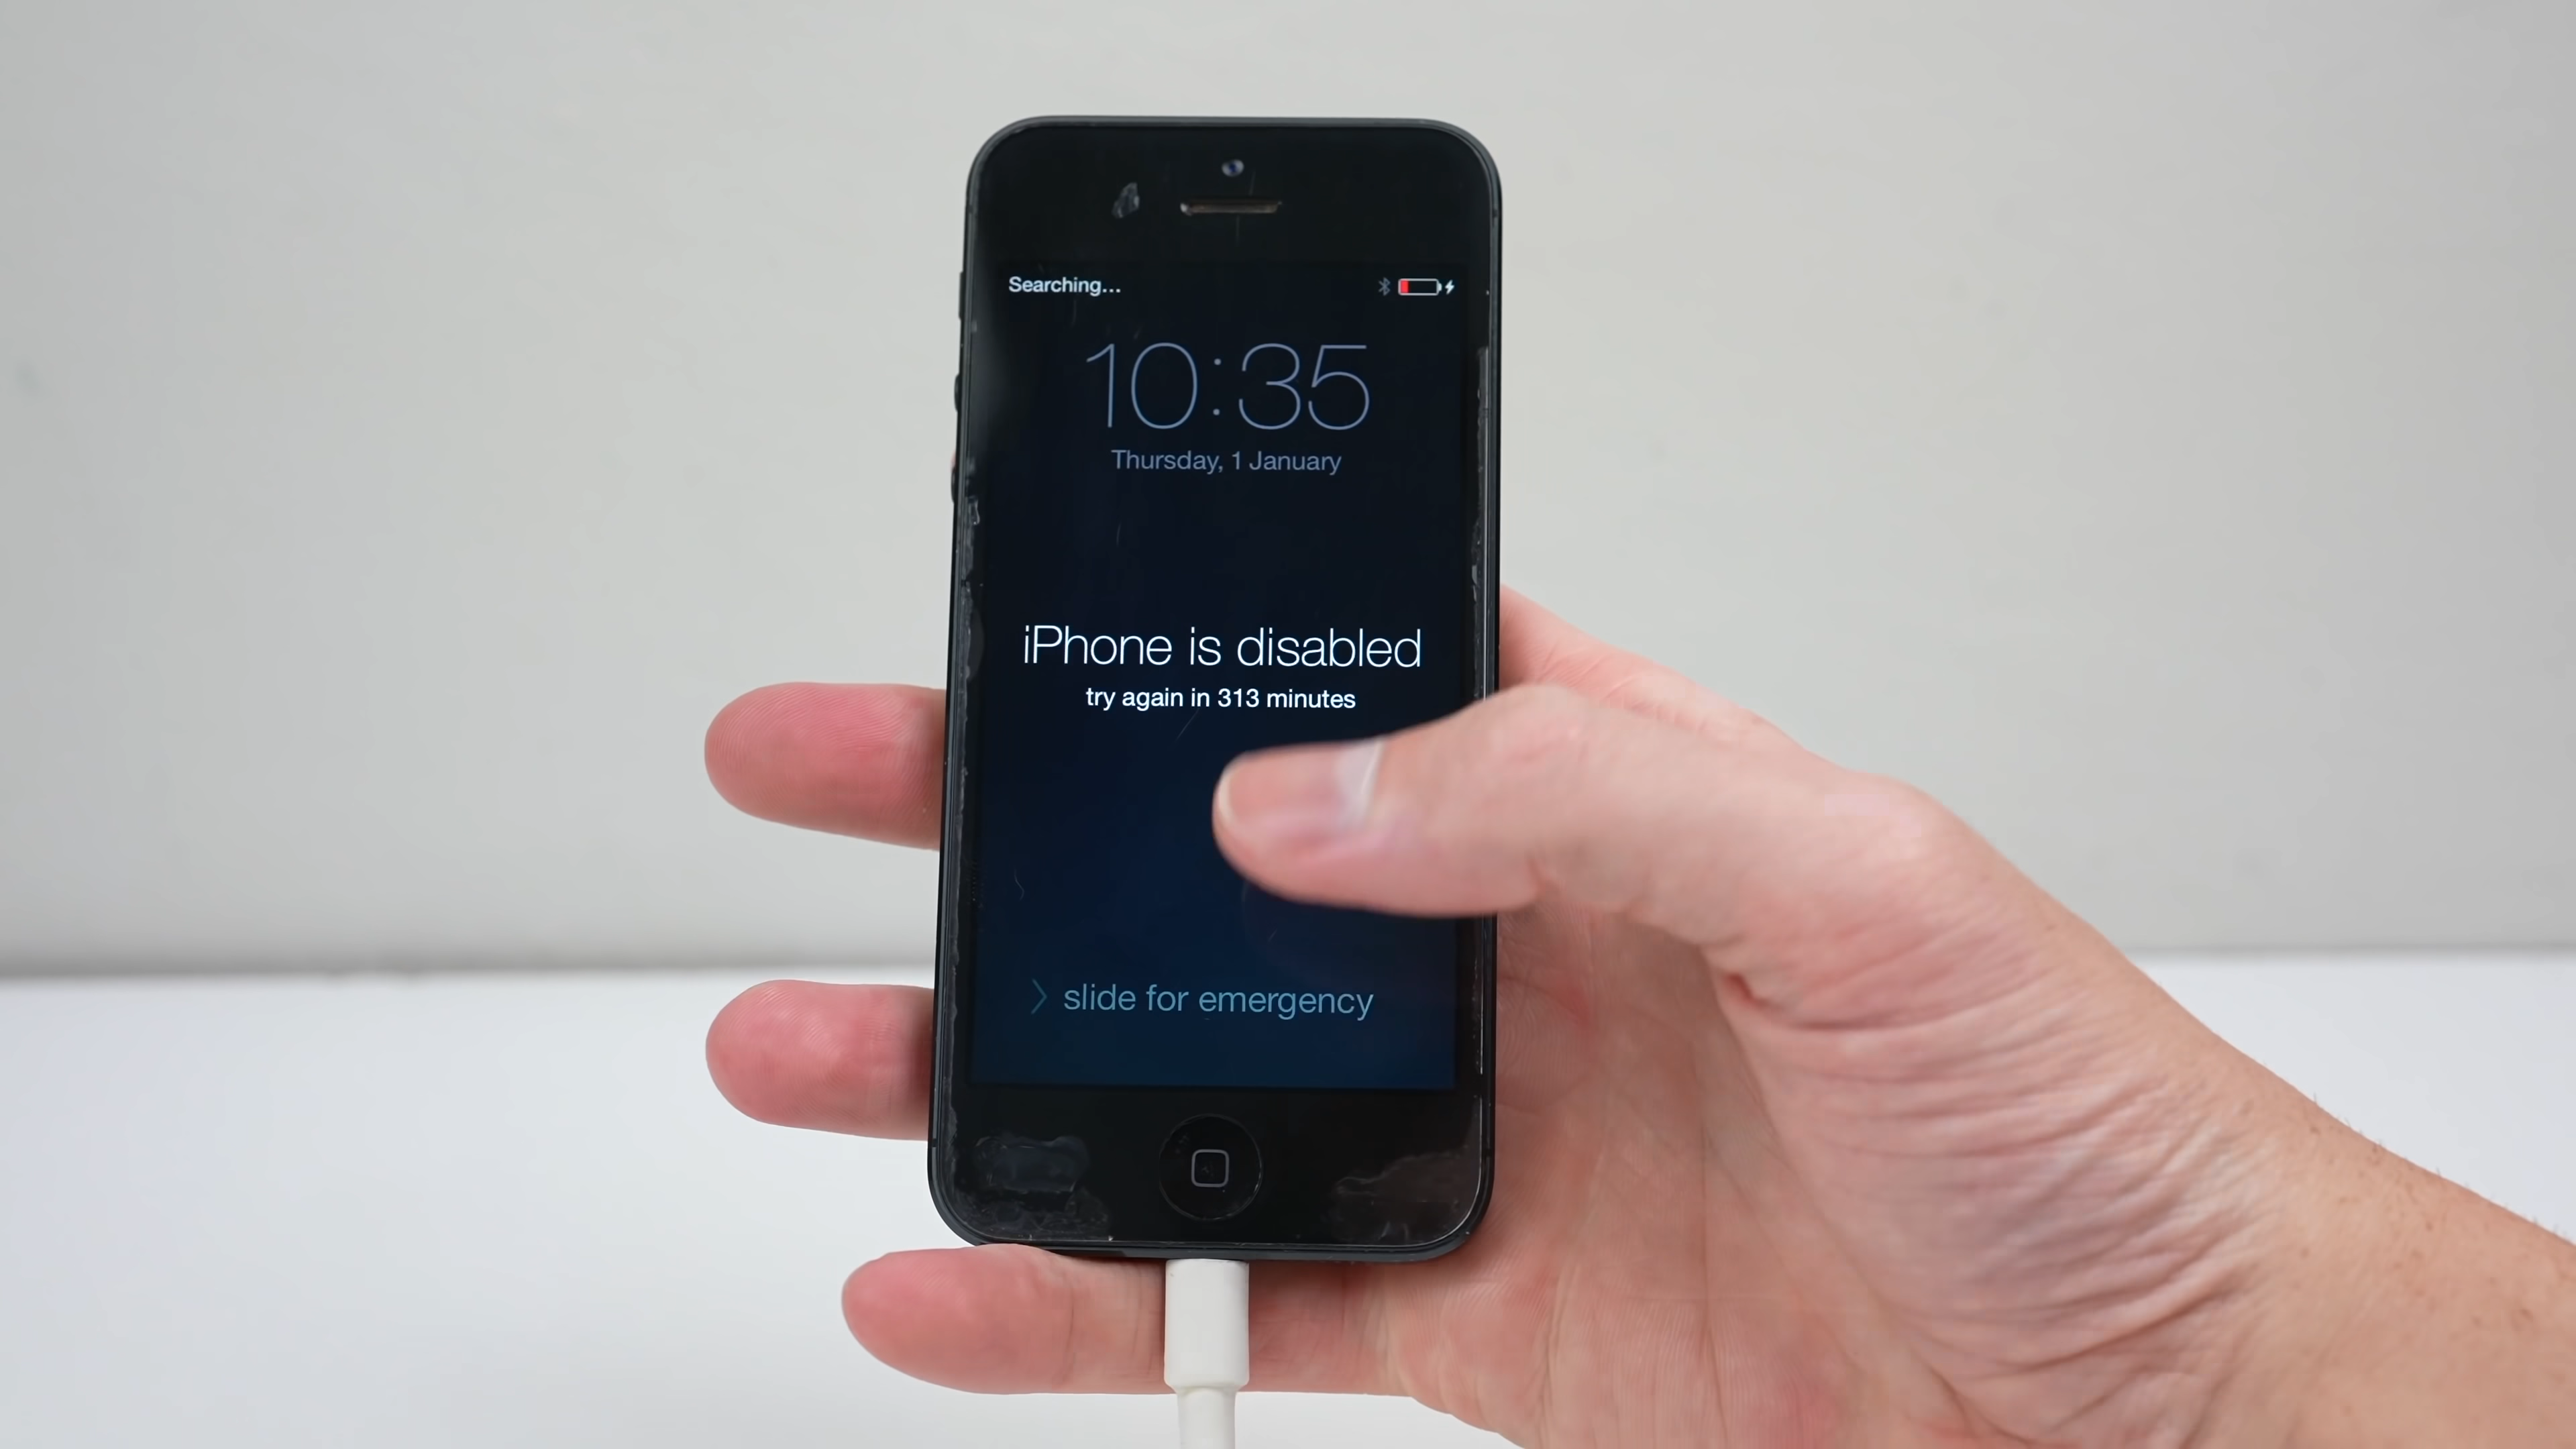 Searching...
10:35
Thursday, 1 January
iPhone is disabled
try again in 313 minutes
slide for emergency